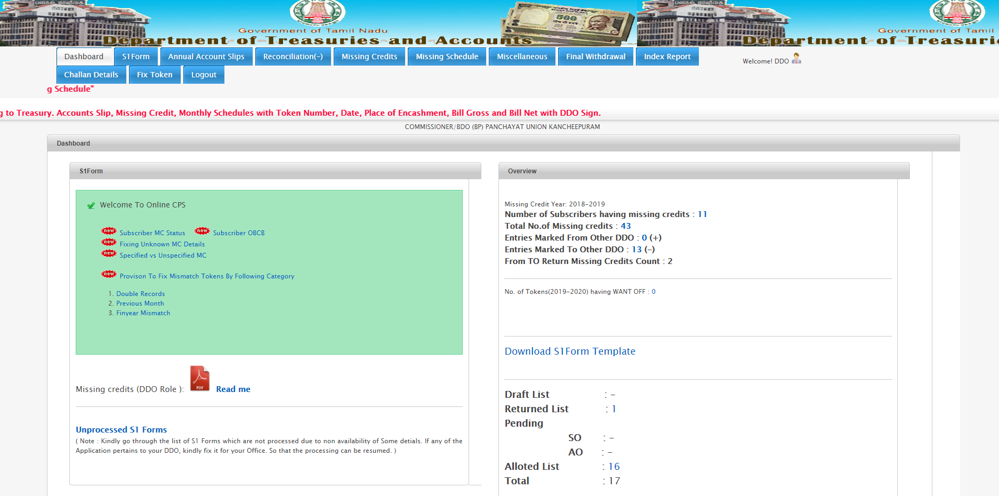 Government of Tamil Nadu
Department of Treasuries and Accounts
Government of Tamil
Department of Treasuri
Dashboard
S1Form
Annual Account Slips
Reconciliation(-)
Missing Credits
Missing Schedule
Miscellaneous
Final Withdrawal
Index Report
Welcome! DDO
Challan Details
Fix Token
Logout
g Schedule"
g to Treasury. Accounts Slip, Missing Credit, Monthly Schedules with Token Number, Date, Place of Encashment, Bill Gross and Bill Net with DDO Sign.
COMMISSIONER/BDO (BP) PANCHAYAT UNION KANCHEEPURAM
Dashboard
S1Form
Welcome To Online CPS
new Subscriber MC Status new Subscriber OBCB
new Fixing Unknown MC Details
new Specified vs Unspecified MC
new Provison To Fix Mismatch Tokens By Following Category
1. Double Records
2. Previous Month
3. Finyear Mismatch
Missing credits (DDO Role ): PDF Read me
Unprocessed S1 Forms
( Note : Kindly go through the list of S1 Forms which are not processed due to non availability of Some detials. If any of the
Application pertains to your DDO, kindly fix it for your Office. So that the processing can be resumed. )
Overview
Missing Credit Year: 2018-2019
Number of Subscribers having missing credits : 11
Total No.of Missing credits : 43
Entries Marked From Other DDO : 0 (+)
Entries Marked To Other DDO : 13 (-)
From TO Return Missing Credits Count : 2
No. of Tokens(2019-2020) having WANT OFF : 0
Download S1Form Template
Draft List : -
Returned List : 1
Pending
SO : -
AO : -
Alloted List : 16
Total : 17